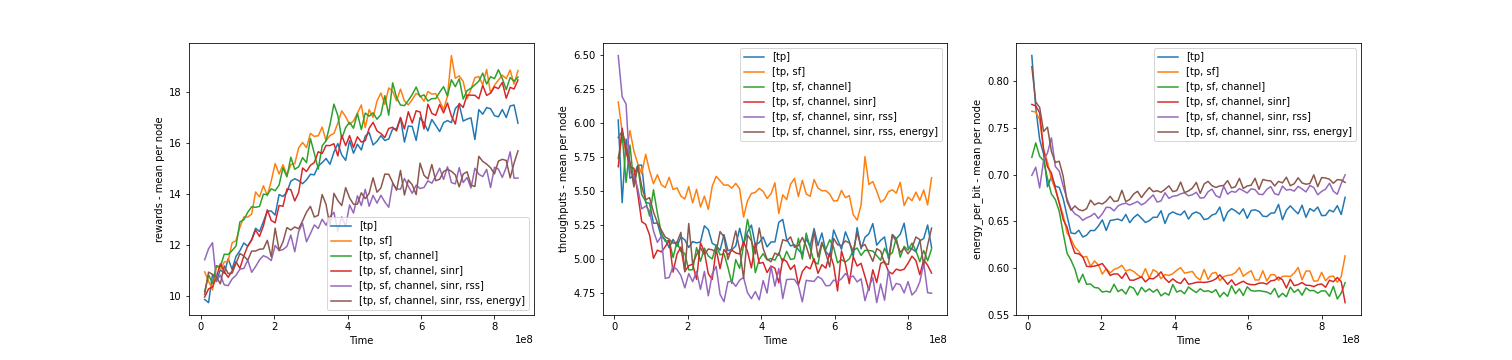 rewards - mean per node
18
16
14
12
10
[tp]
[tp, sf]
[tp, sf, channel]
[tp, sf, channel, sinr]
[tp, sf, channel, sinr, rss]
[tp, sf, channel, sinr, rss, energy]
0 2 4 6 8
Time
1e8
throughputs - mean per node
6.50
6.25
6.00
5.75
5.50
5.25
5.00
4.75
[tp]
[tp, sf]
[tp, sf, channel]
[tp, sf, channel, sinr]
[tp, sf, channel, sinr, rss]
[tp, sf, channel, sinr, rss, energy]
0 2 4 6 8
Time
1e8
energy_per_bit - mean per node
0.80
0.75
0.70
0.65
0.60
0.55
[tp]
[tp, sf]
[tp, sf, channel]
[tp, sf, channel, sinr]
[tp, sf, channel, sinr, rss]
[tp, sf, channel, sinr, rss, energy]
0 2 4 6 8
Time
1e8